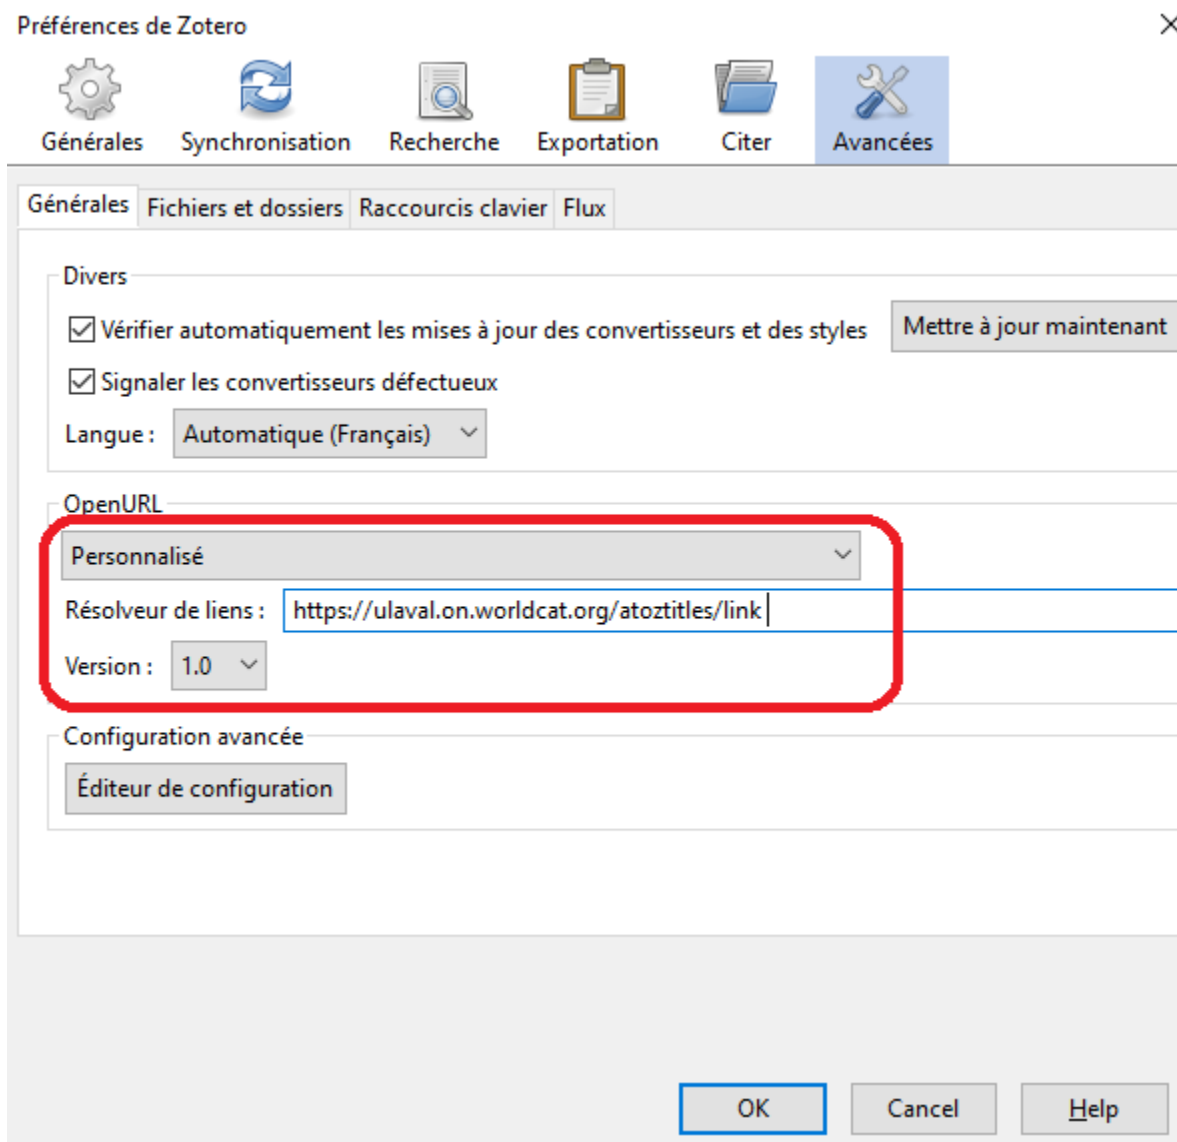 Préférences de Zotero
Générales Synchronisation Recherche Exportation Citer Avancées
Générales Fichiers et dossiers Raccourcis clavier Flux
Divers
Vérifier automatiquement les mises à jour des convertisseurs et des styles Mettre à jour maintenant
Signaler les convertisseurs défectueux
Langue : Automatique (Français)
OpenURL
Personnalisé
Résolveur de liens : https://ulaval.on.worldcat.org/atoztitles/link
Version : 1.0
Configuration avancée
Éditeur de configuration
OK Cancel Help